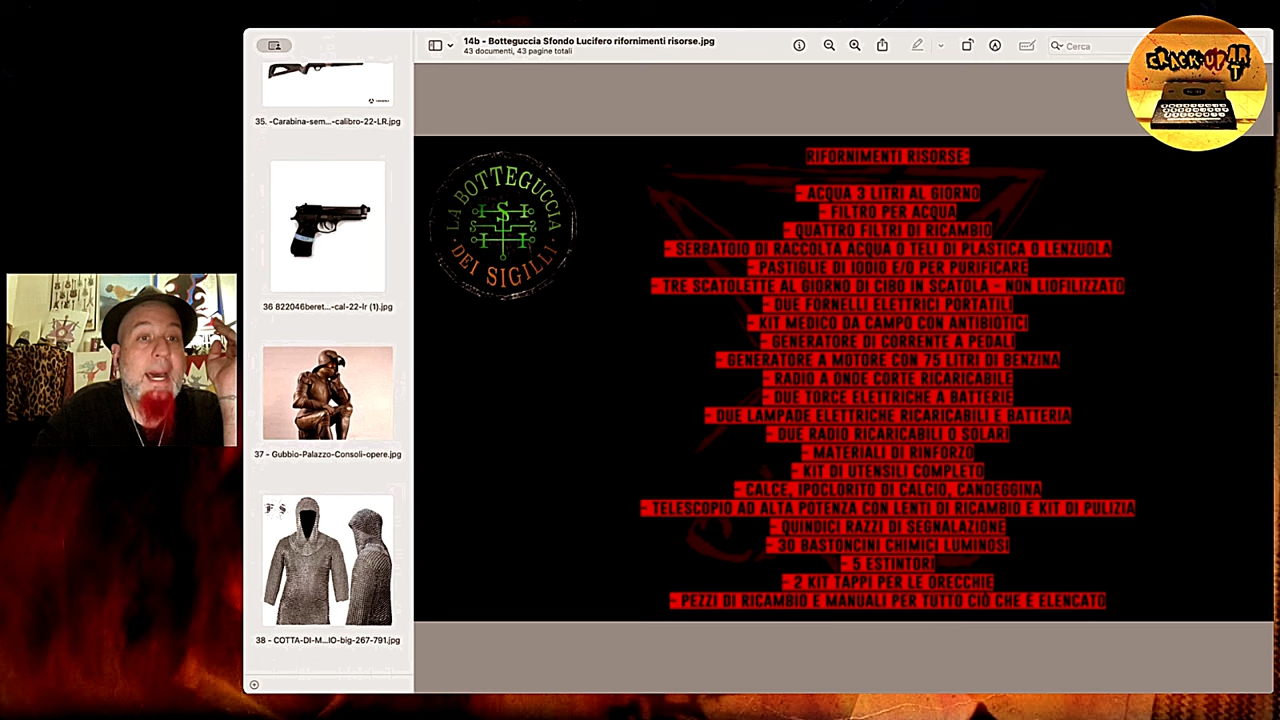 14b - Botteguccia Sfondo Lucifero rifornimenti risorse.jpg
43 documenti, 43 pagine totali
Cerca
CRACK-UP
35. -Carabina-sem...-calibro-22-LR.jpg
36 822046beret...-cal-22-lr (1).jpg
37 - Gubbio-Palazzo-Consoli-opere.jpg
F S
38 - COTTA-DI-M...IO-big-267-791.jpg
LA BOTTEGUCCIA
DEI SIGILLI
RIFORNIMENTI RISORSE:
- ACQUA 3 LITRI AL GIORNO
- FILTRO PER ACQUA
- QUATTRO FILTRI DI RICAMBIO
- SERBATOIO DI RACCOLTA ACQUA O TELI DI PLASTICA O LENZUOLA
- PASTIGLIE DI IODIO E/O PER PURIFICARE
- TRE SCATOLETTE AL GIORNO DI CIBO IN SCATOLA - NON LIOFILIZZATO
- DUE FORNELLI ELETTRICI PORTATILI
- KIT MEDICO DA CAMPO CON ANTIBIOTICI
- GENERATORE DI CORRENTE A PEDALI
- GENERATORE A MOTORE CON 75 LITRI DI BENZINA
- RADIO A ONDE CORTE RICARICABILE
- DUE TORCE ELETTRICHE A BATTERIE
- DUE LAMPADE ELETTRICHE RICARICABILI E BATTERIA
- DUE RADIO RICARICABILI O SOLARI
- MATERIALI DI RINFORZO
- KIT DI UTENSILI COMPLETO
- CALCE, IPOCLORITO DI CALCIO, CANDEGGINA
- TELESCOPIO AD ALTA POTENZA CON LENTI DI RICAMBIO E KIT DI PULIZIA
- QUINDICI RAZZI DI SEGNALAZIONE
- 30 BASTONCINI CHIMICI LUMINOSI
- 5 ESTINTORI
- 2 KIT TAPPI PER LE ORECCHIE
- PEZZI DI RICAMBIO E MANUALI PER TUTTO CIÒ CHE È ELENCATO